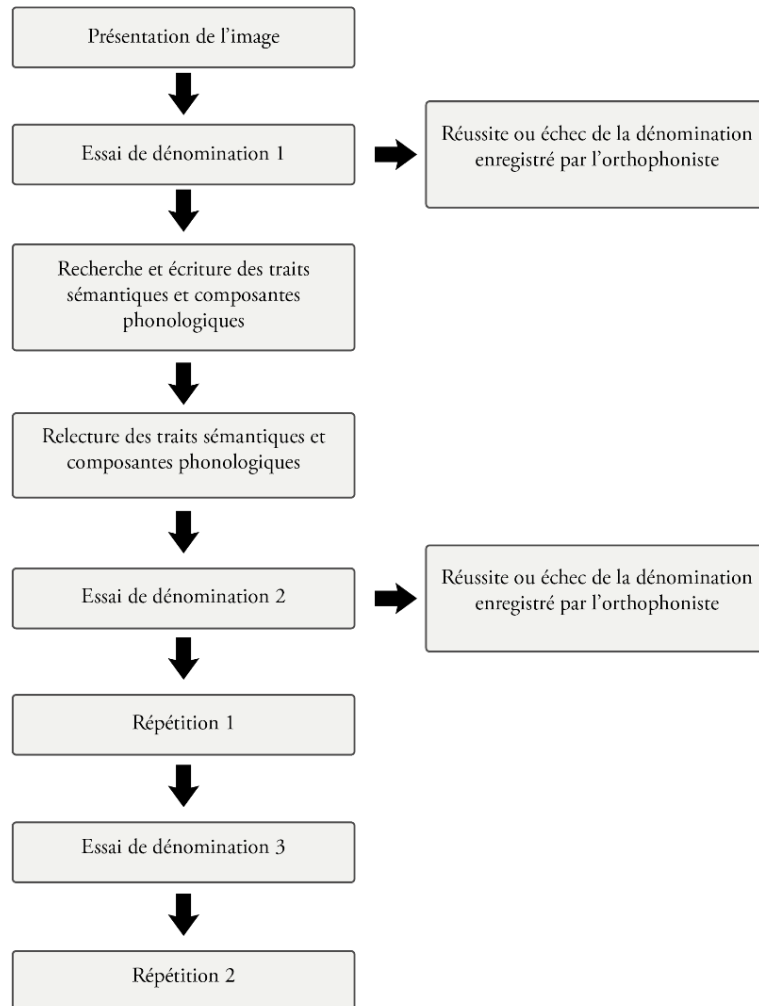 Présentation de l'image
Essai de dénomination 1
Réussite ou échec de la dénomination
enregistré par l'orthophoniste
Recherche et écriture des traits
sémantiques et composantes
phonologiques
Relecture des traits sémantiques et
composantes phonologiques
Essai de dénomination 2
Réussite ou échec de la dénomination
enregistré par l'orthophoniste
Répétition 1
Essai de dénomination 3
Répétition 2